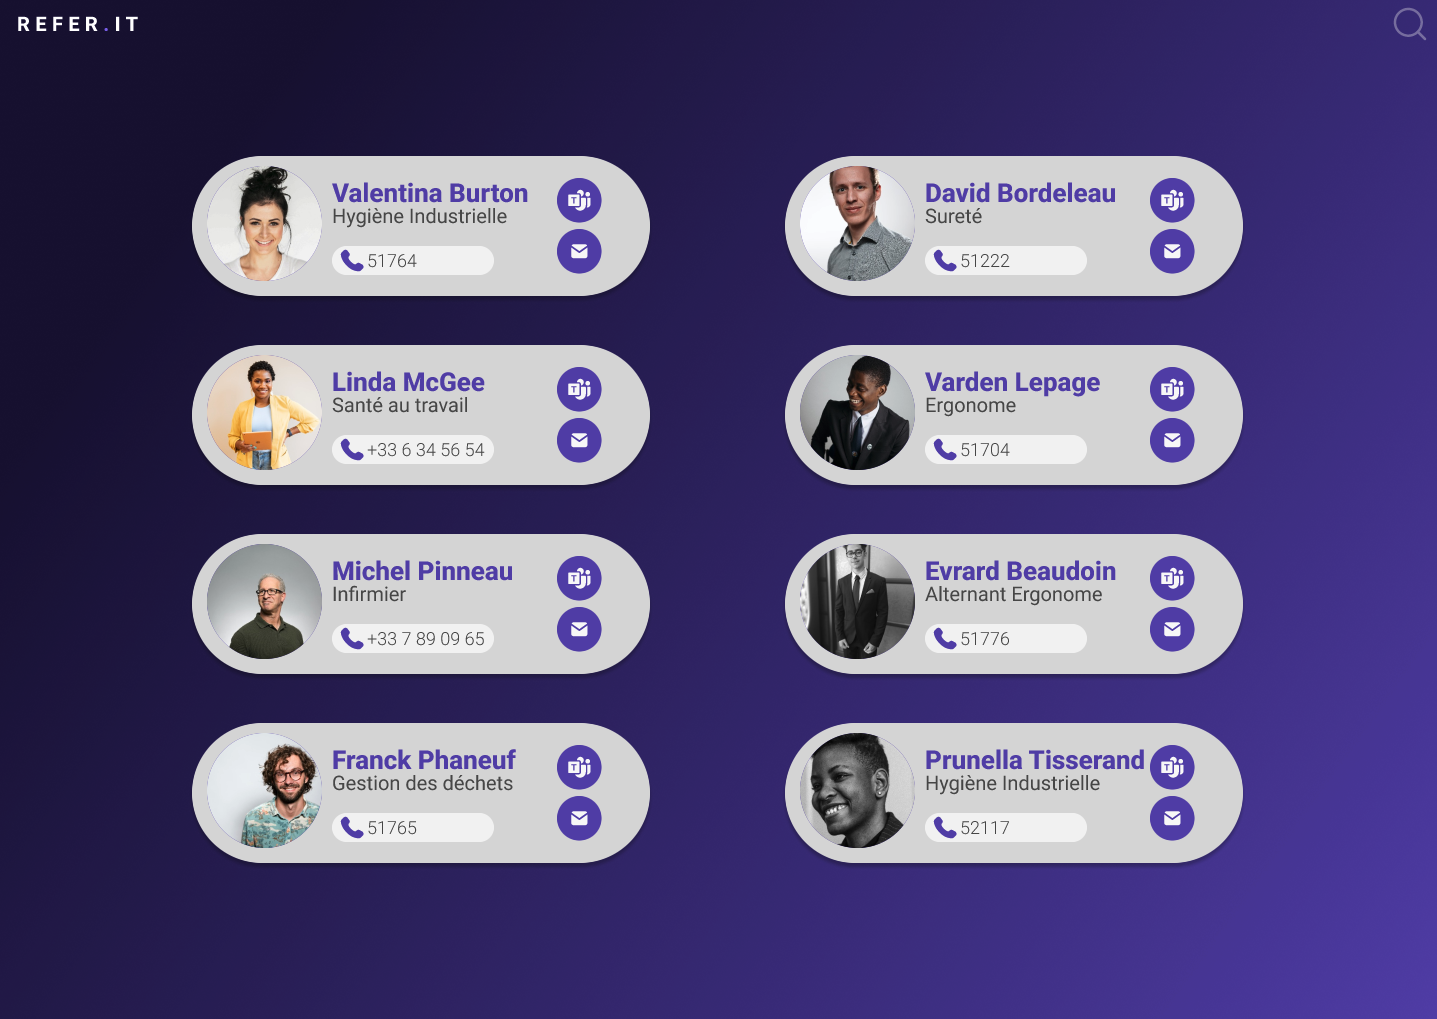 REFER.IT
Valentina Burton
Hygiène Industrielle
51764
David Bordeleau
Sureté
51222
Linda McGee
Santé au travail
+33 6 34 56 54
Varden Lepage
Ergonome
51704
Michel Pinneau
Infirmier
+33 7 89 09 65
Evrard Beaudoin
Alternant Ergonome
51776
Franck Phaneuf
Gestion des déchets
51765
Prunella Tisserand
Hygiène Industrielle
52117